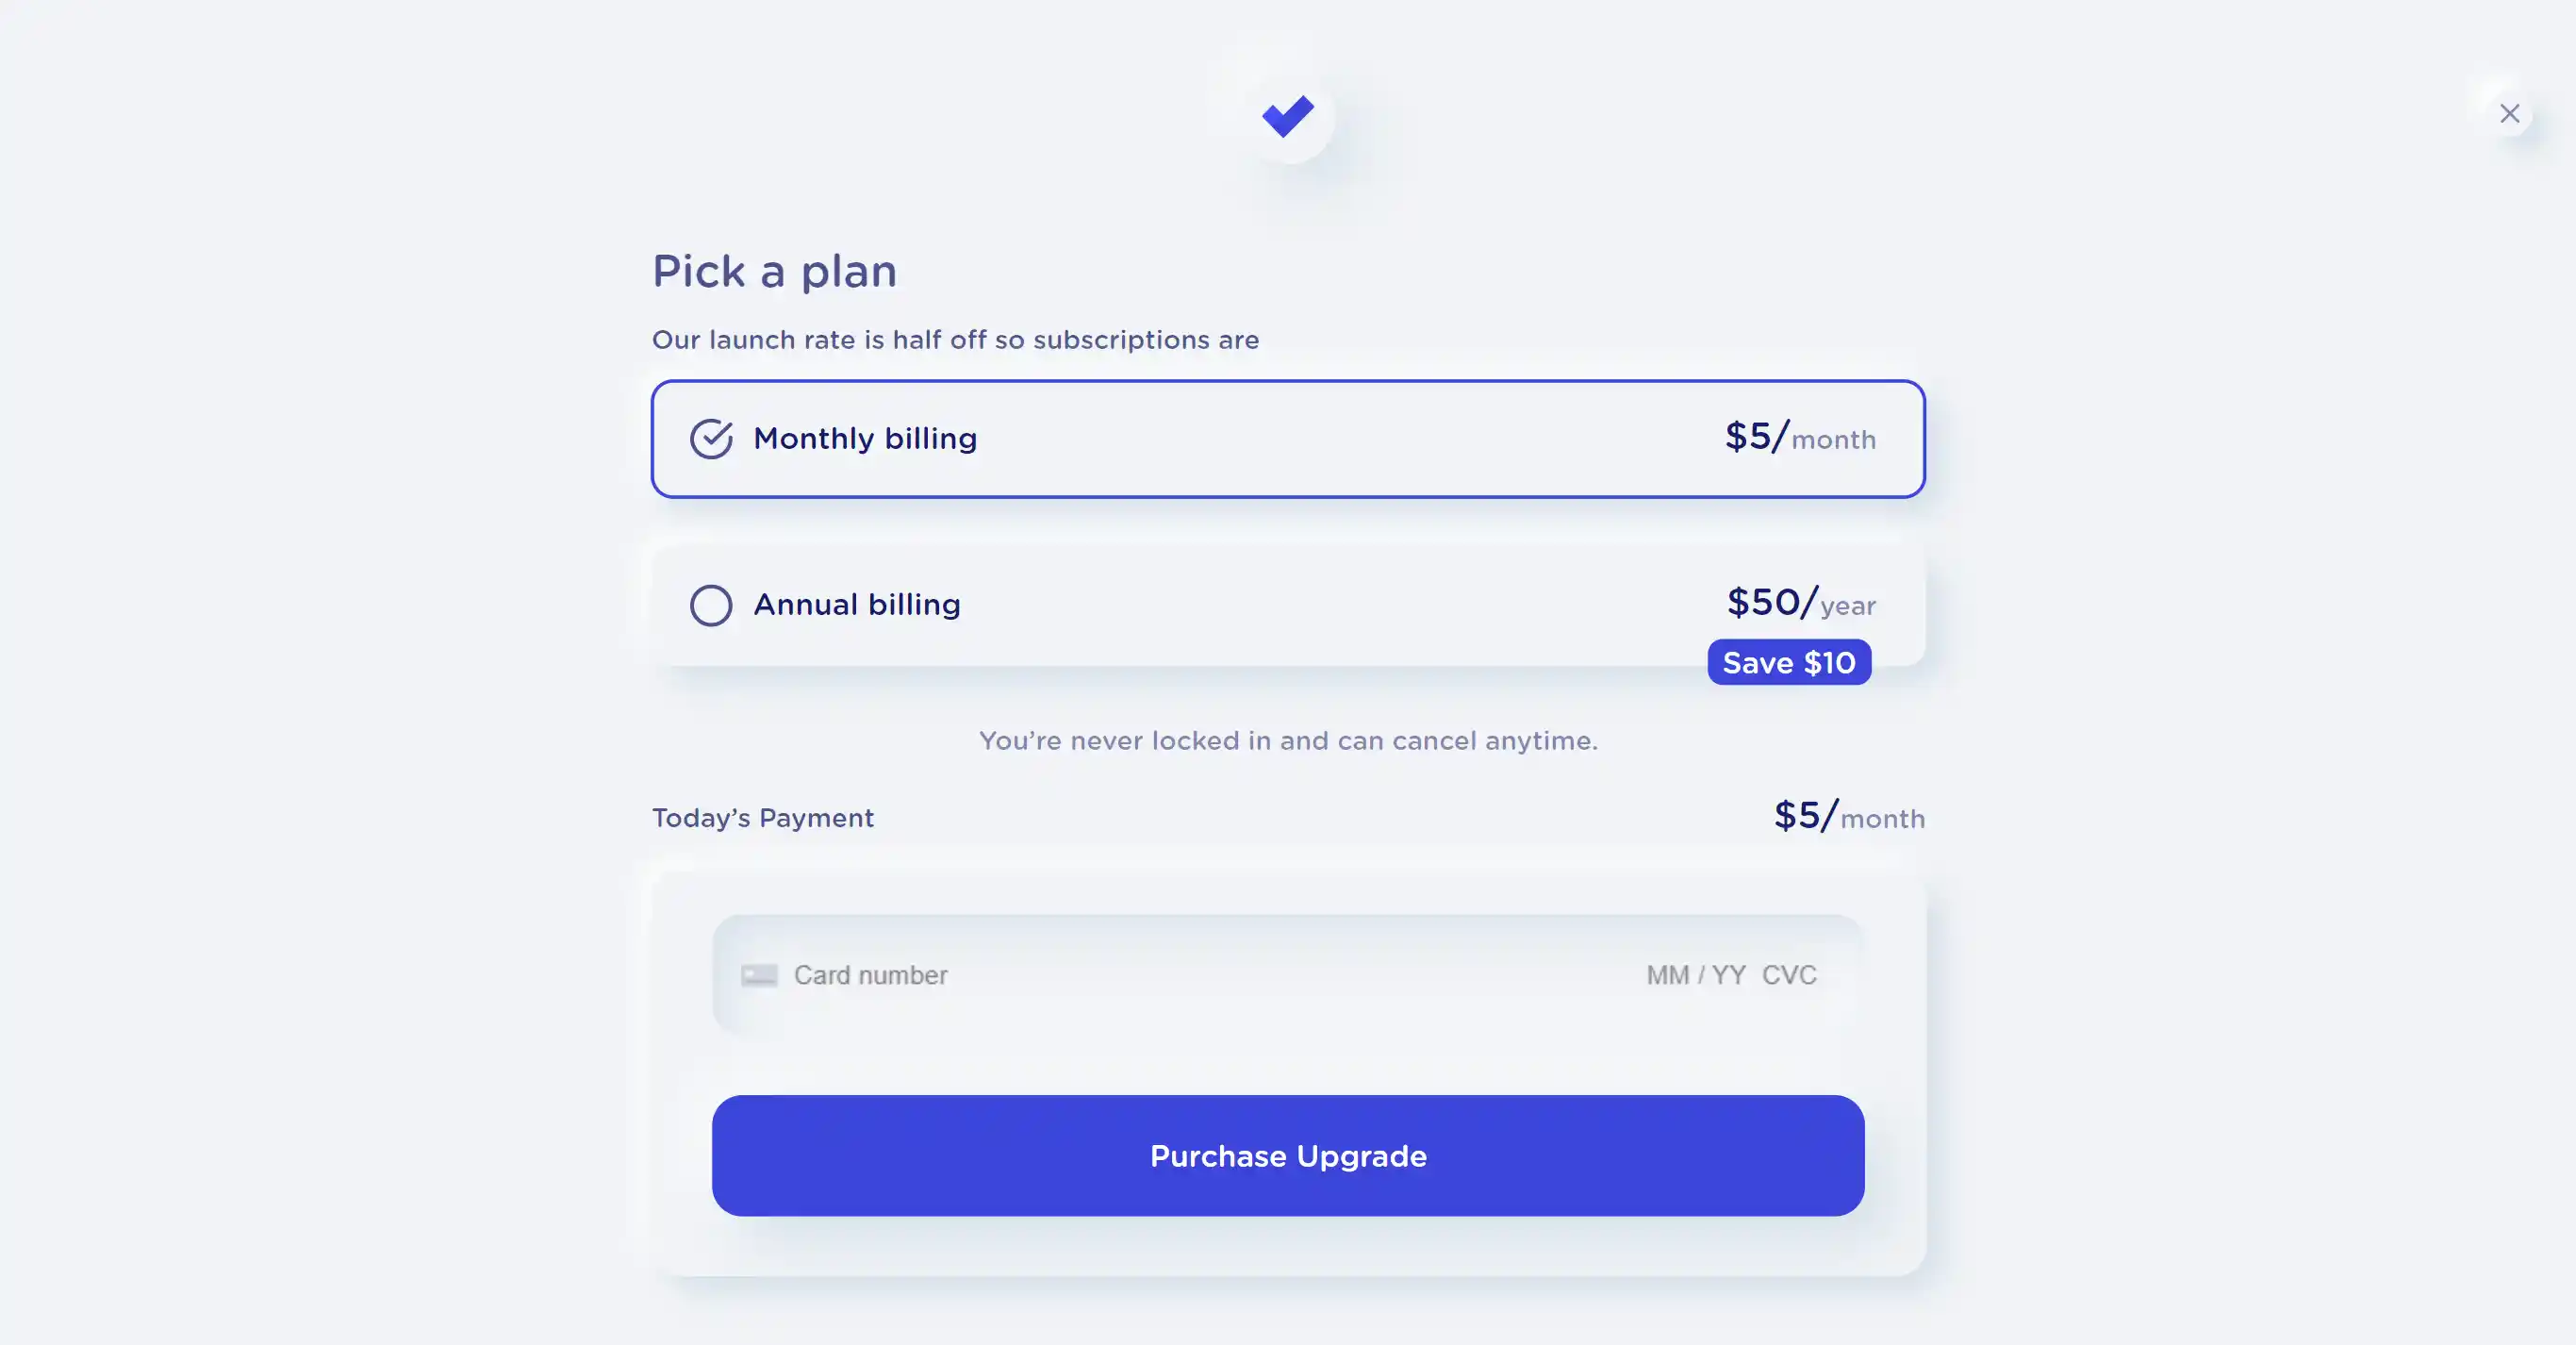 Pick a plan
Our launch rate is half off so subscriptions are
Monthly billing $5/month
Annual billing $50/year
Save $10
You’re never locked in and can cancel anytime.
Today’s Payment $5/month
Card number MM / YY CVC
Purchase Upgrade